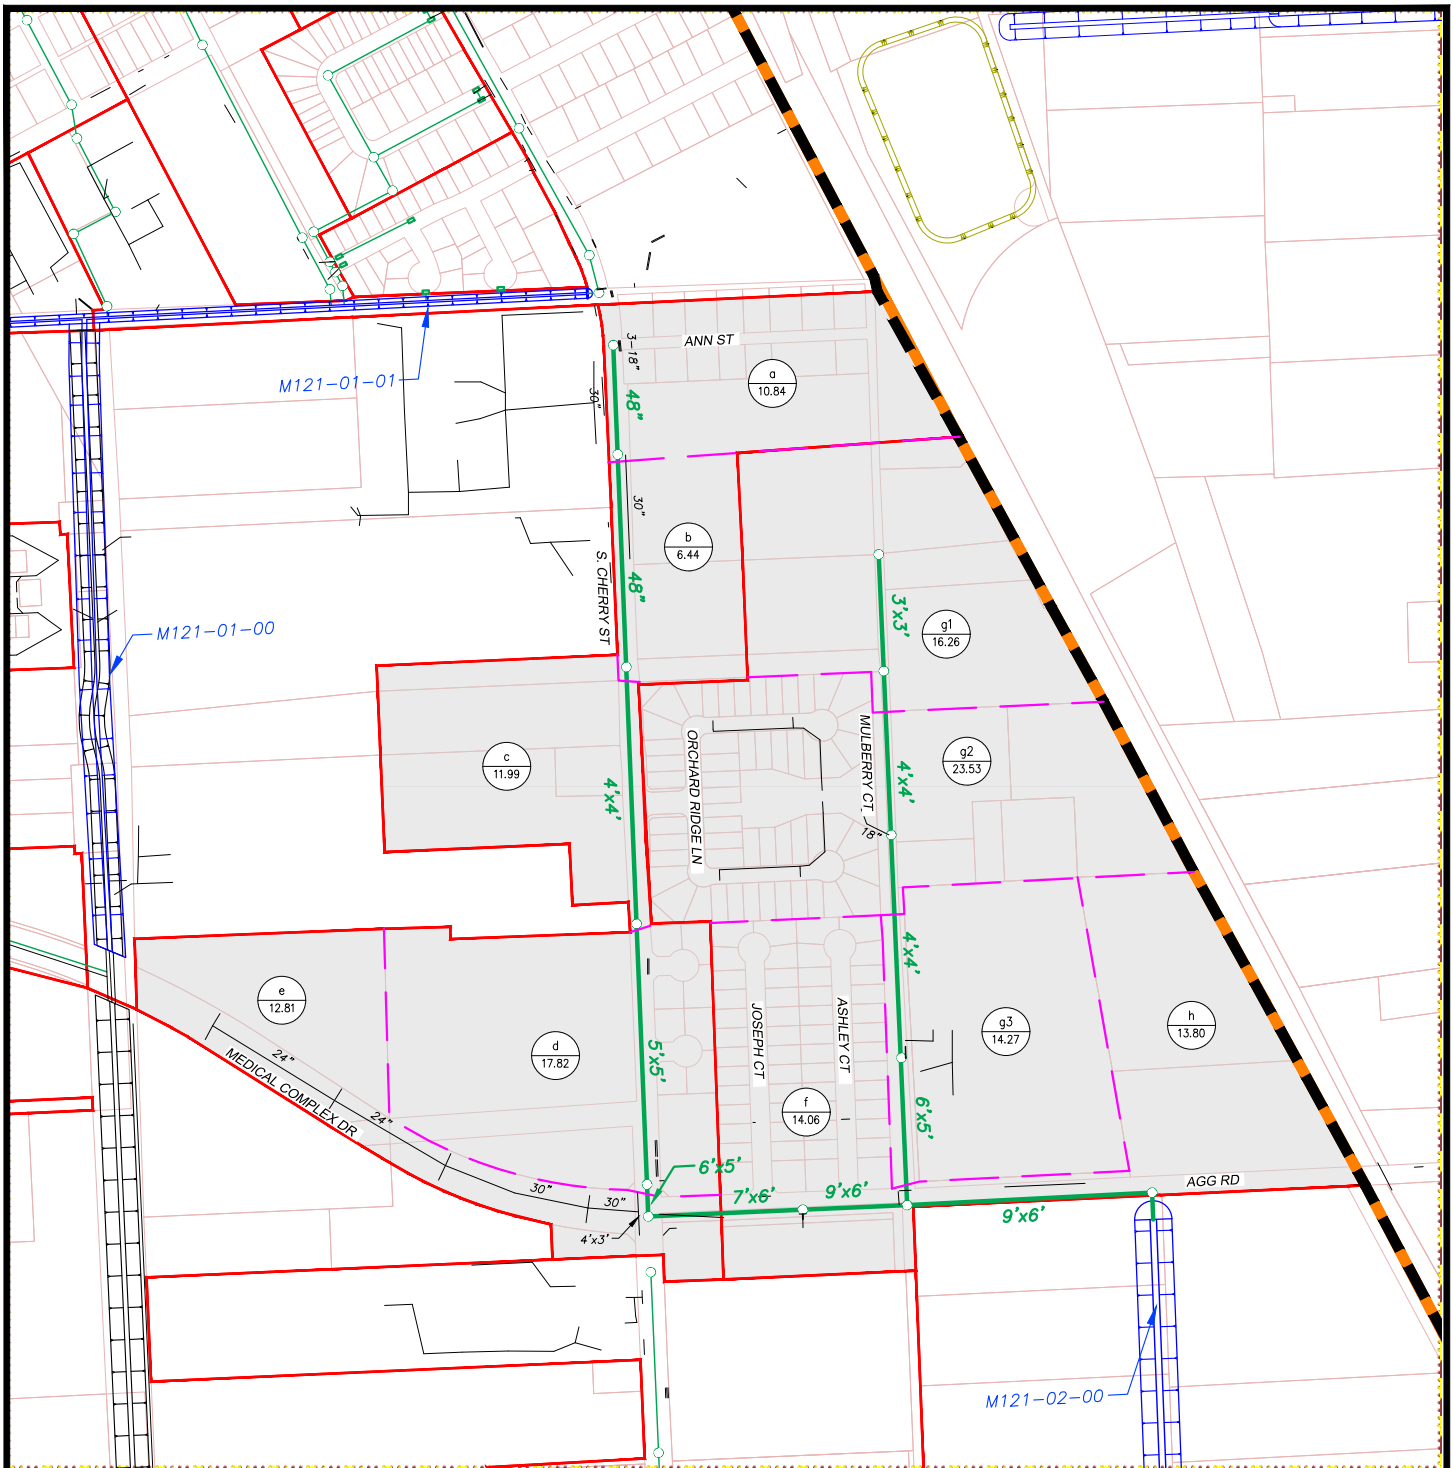 3-18"
ANN ST
a
10.84
M121-01-01
30"
48"
30"
b
6.44
S. CHERRY ST
48"
3'x3'
g1
16.26
M121-01-00
c
11.99
4'x4'
ORCHARD RIDGE LN
MULBERRY CT
g2
23.53
4'x4'
18"
4'x4'
e
12.81
d
17.82
5'x5'
JOSEPH CT
ASHLEY CT
g3
14.27
h
13.80
24"
MEDICAL COMPLEX DR
24"
f
14.06
6'x5'
6'x5'
30"
30"
7'x6'
9'x6'
AGG RD
9'x6'
4'x3'
M121-02-00